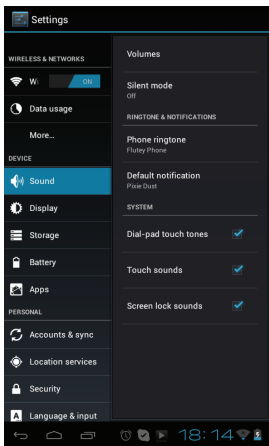 Settings
WIRELESS & NETWORKS
Wi
ON
Data usage
More...
DEVICE
Sound
Display
Storage
Battery
Apps
PERSONAL
Accounts & sync
Location services
Security
A
Language & input
Volumes
Silent mode
Off
RINGTONE & NOTIFICATIONS
Phone ringtone
Flutey Phone
Default notification
Pixie Dust
SYSTEM
Dial-pad touch tones
Touch sounds
Screen lock sounds
18:14